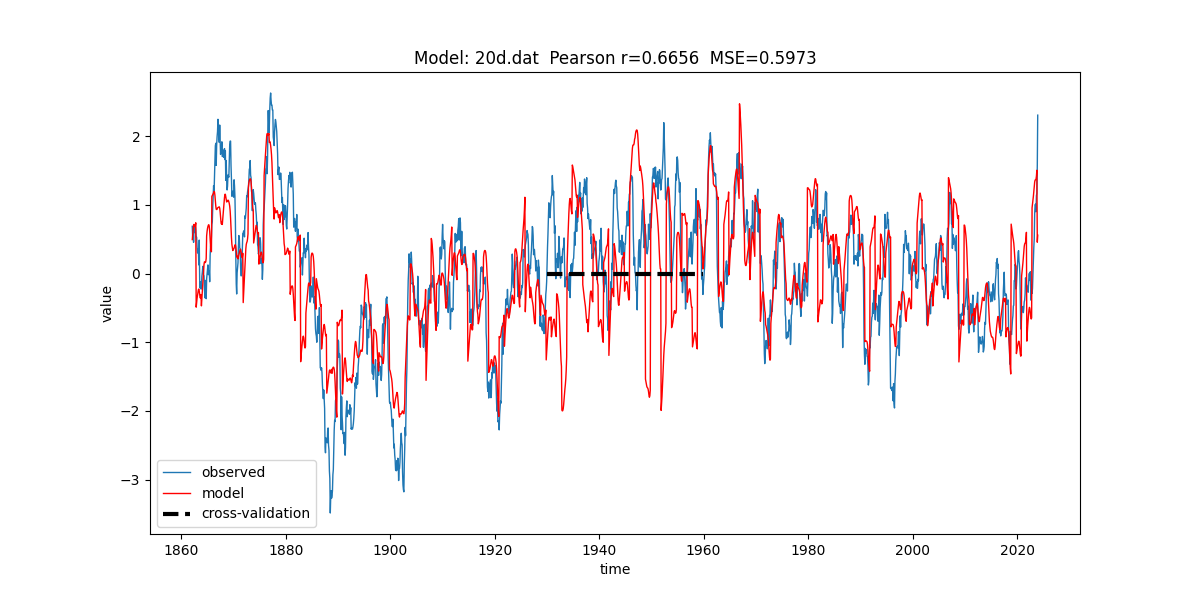 Model: 20d.dat  Pearson r=0.6656  MSE=0.5973
value
2
1
0
−1
−2
−3
observed
model
cross-validation
1860 1880 1900 1920 1940 1960 1980 2000 2020
time